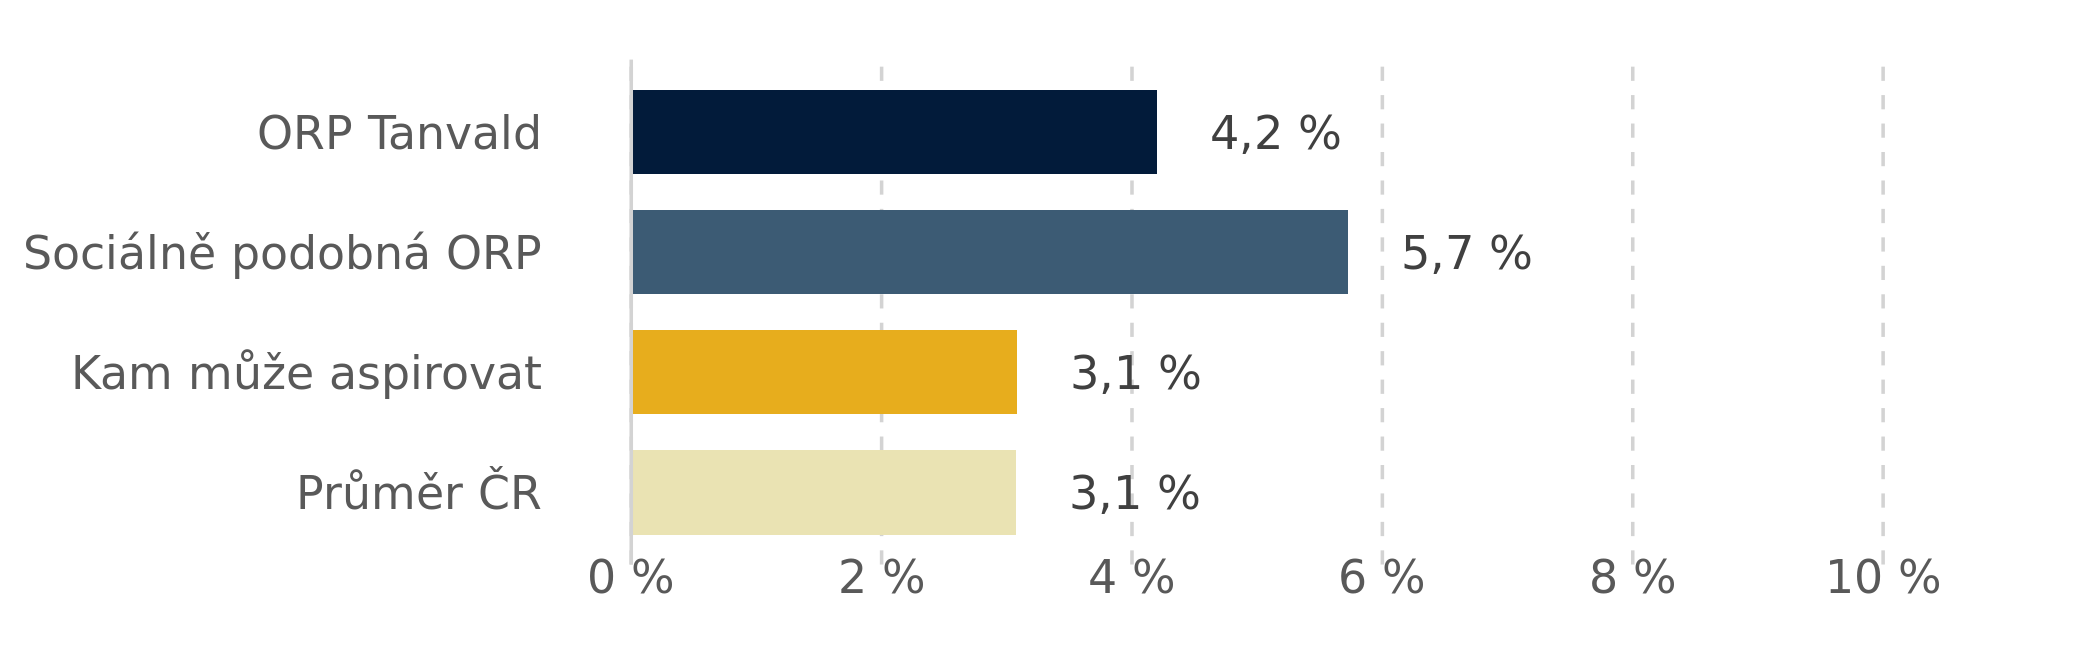 ORP Tanvald
4,2 %
Sociálně podobná ORP
5,7 %
Kam může aspirovat
3,1 %
Průměr ČR
3,1 %
0 %
2 %
4 %
6 %
8 %
10 %